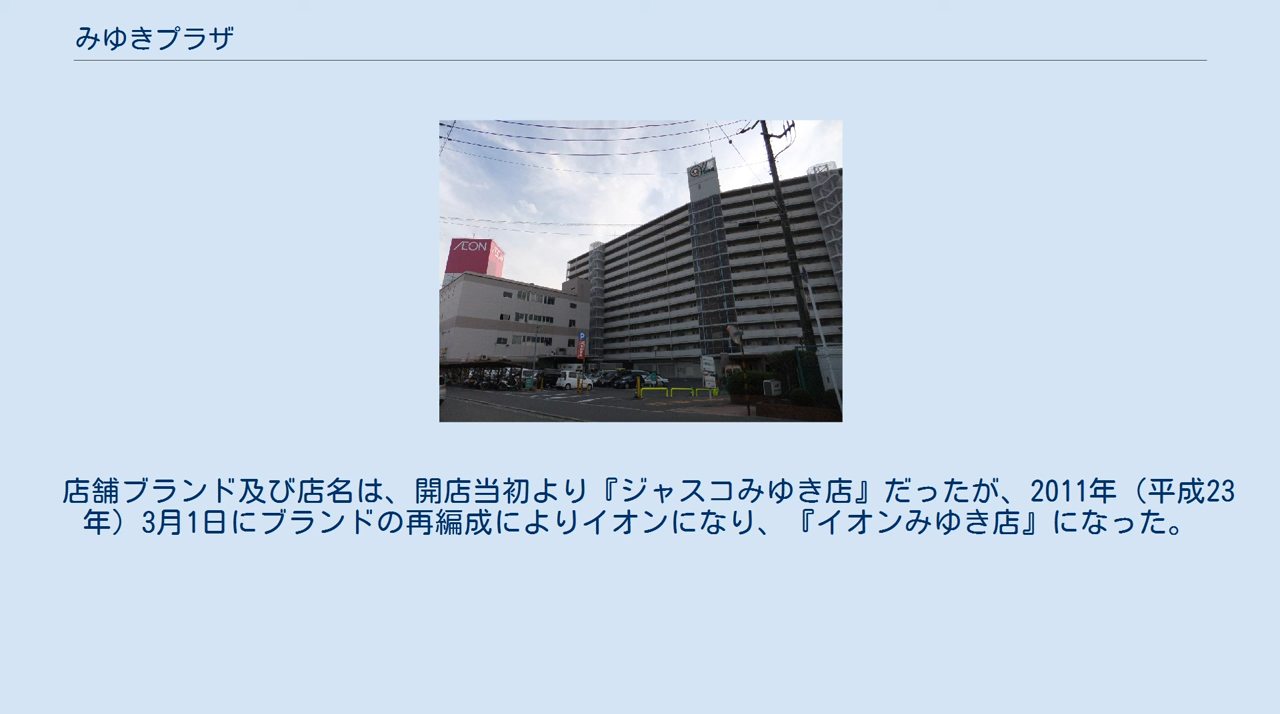 みゆきプラザ
ÆON
店舗ブランド及び店名は、開店当初より『ジャスコみゆき店』だったが、2011年（平成23
年）3月1日にブランドの再編成によりイオンになり、『イオンみゆき店』になった。